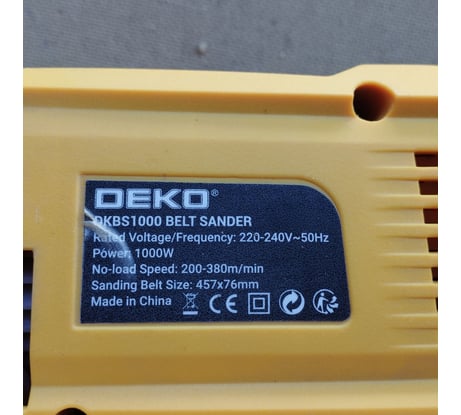 DEKO®
DKBS1000 BELT SANDER
Rated Voltage/Frequency: 220-240V~50Hz
Power: 1000W
No-load Speed: 200-380m/min
Sanding Belt Size: 457x76mm
Made in China CE